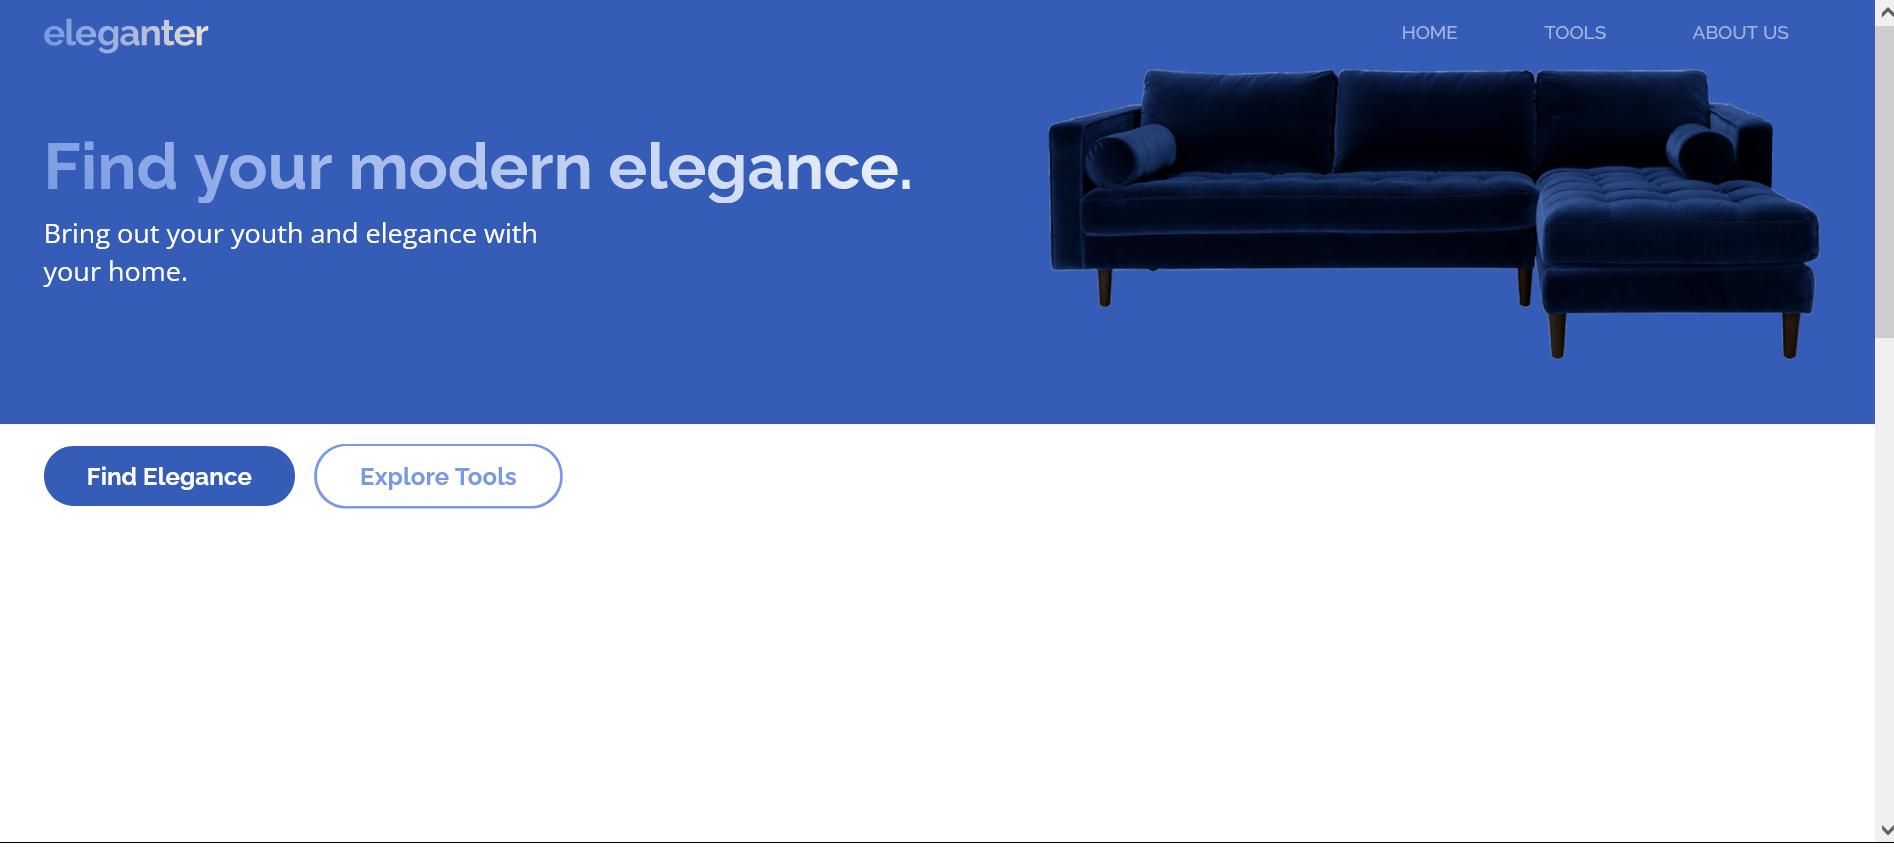 eleganter
HOME
TOOLS
ABOUT US
Find your modern elegance.
Bring out your youth and elegance with
your home.
Find Elegance
Explore Tools